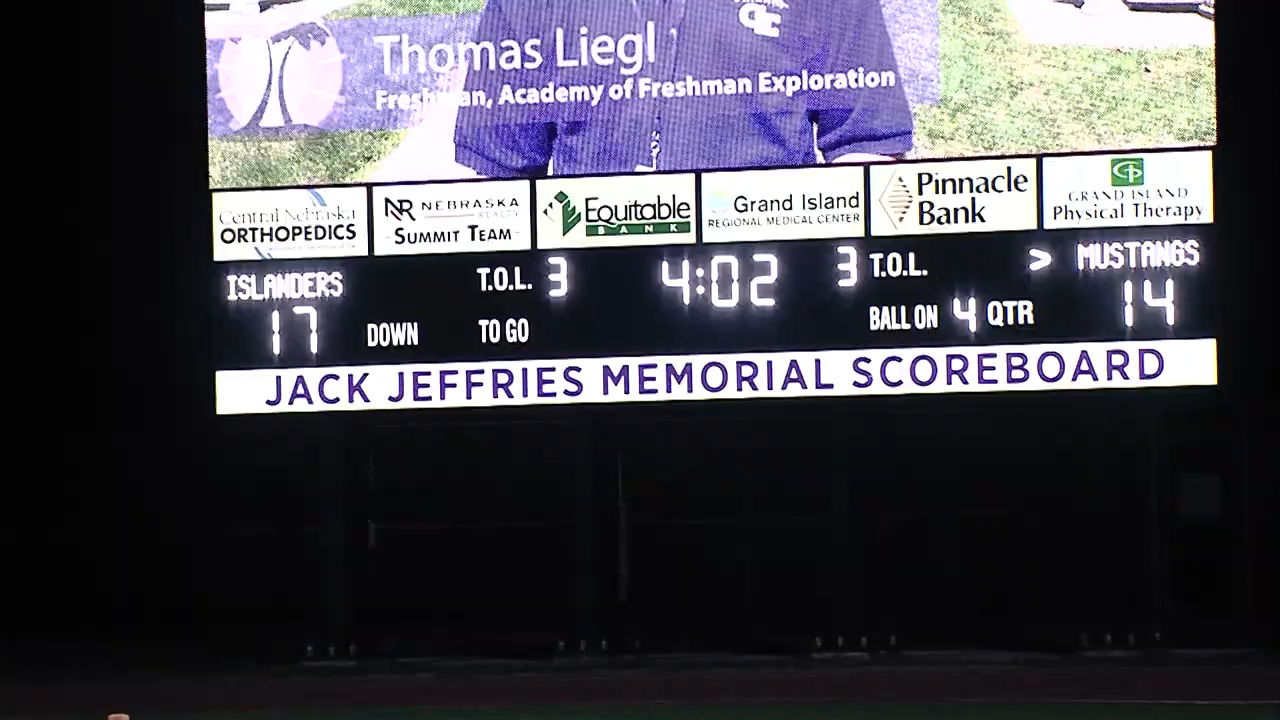 Thomas Liegl
Freshman, Academy of Freshman Exploration
Central Nebraska
ORTHOPEDICS
NR NEBRASKA
REALTY
- SUMMIT TEAM -
Equitable
BANK
Grand Island
REGIONAL MEDICAL CENTER
Pinnacle
Bank
GRAND ISLAND
Physical Therapy
ISLANDERS T.O.L. 3 4:02 3 T.O.L. > MUSTANGS
17 DOWN TO GO BALL ON 4 QTR 14
JACK JEFFRIES MEMORIAL SCOREBOARD